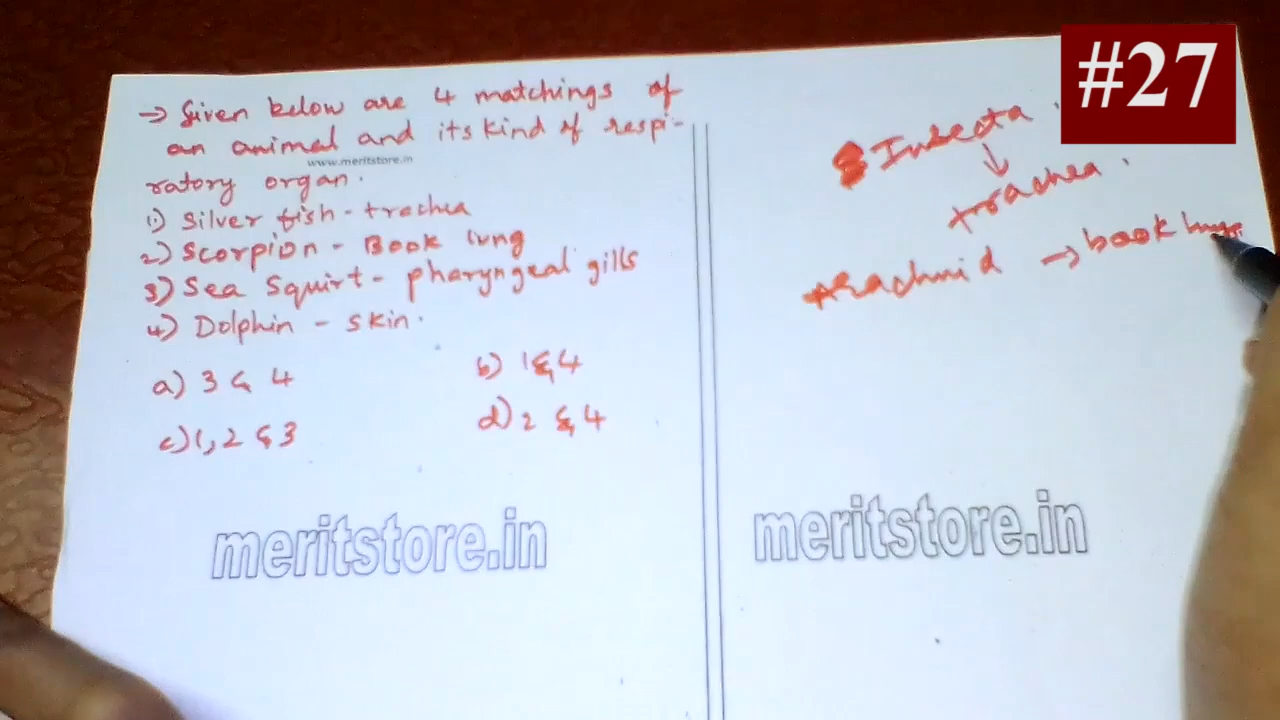 #27
→ Given below are 4 matchings of
an animal and its kind of respi-
www.meritstore.in
ratory organ.
1) Silver fish - trachea
2) Scorpion - Book lung
3) Sea Squirt - pharyngeal gills
4) Dolphin - skin.
a) 3 & 4
b) 1 & 4
c) 1, 2 & 3
d) 2 & 4
Insecta
↓
trachea
Arachnid → book lungs
meritstore.in
meritstore.in